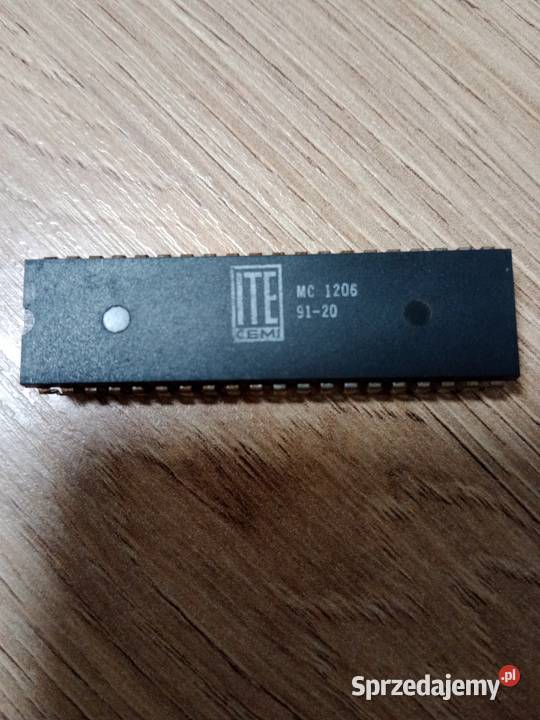 ITE
CEMI
MC 1206
91-20
Sprzedajemy.pl